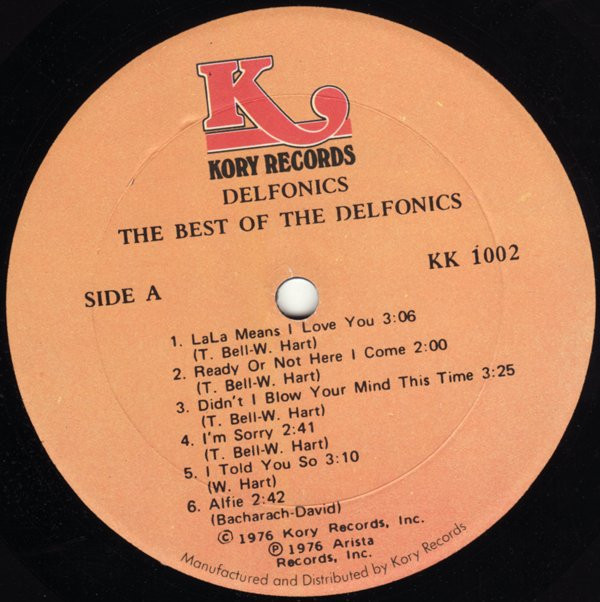 K
KORY RECORDS
DELFONICS
THE BEST OF THE DELFONICS
KK 1002
SIDE A
1. LaLa Means I Love You 3:06
(T. Bell-W. Hart)
2. Ready Or Not Here I Come 2:00
(T. Bell-W. Hart)
3. Didn't I Blow Your Mind This Time 3:25
(T. Bell-W. Hart)
4. I'm Sorry 2:41
(T. Bell-W. Hart)
5. I Told You So 3:10
(W. Hart)
6. Alfie 2:42
(Bacharach-David)
© 1976 Kory Records, Inc.
℗ 1976 Arista
Records, Inc.
Manufactured and Distributed by Kory Records